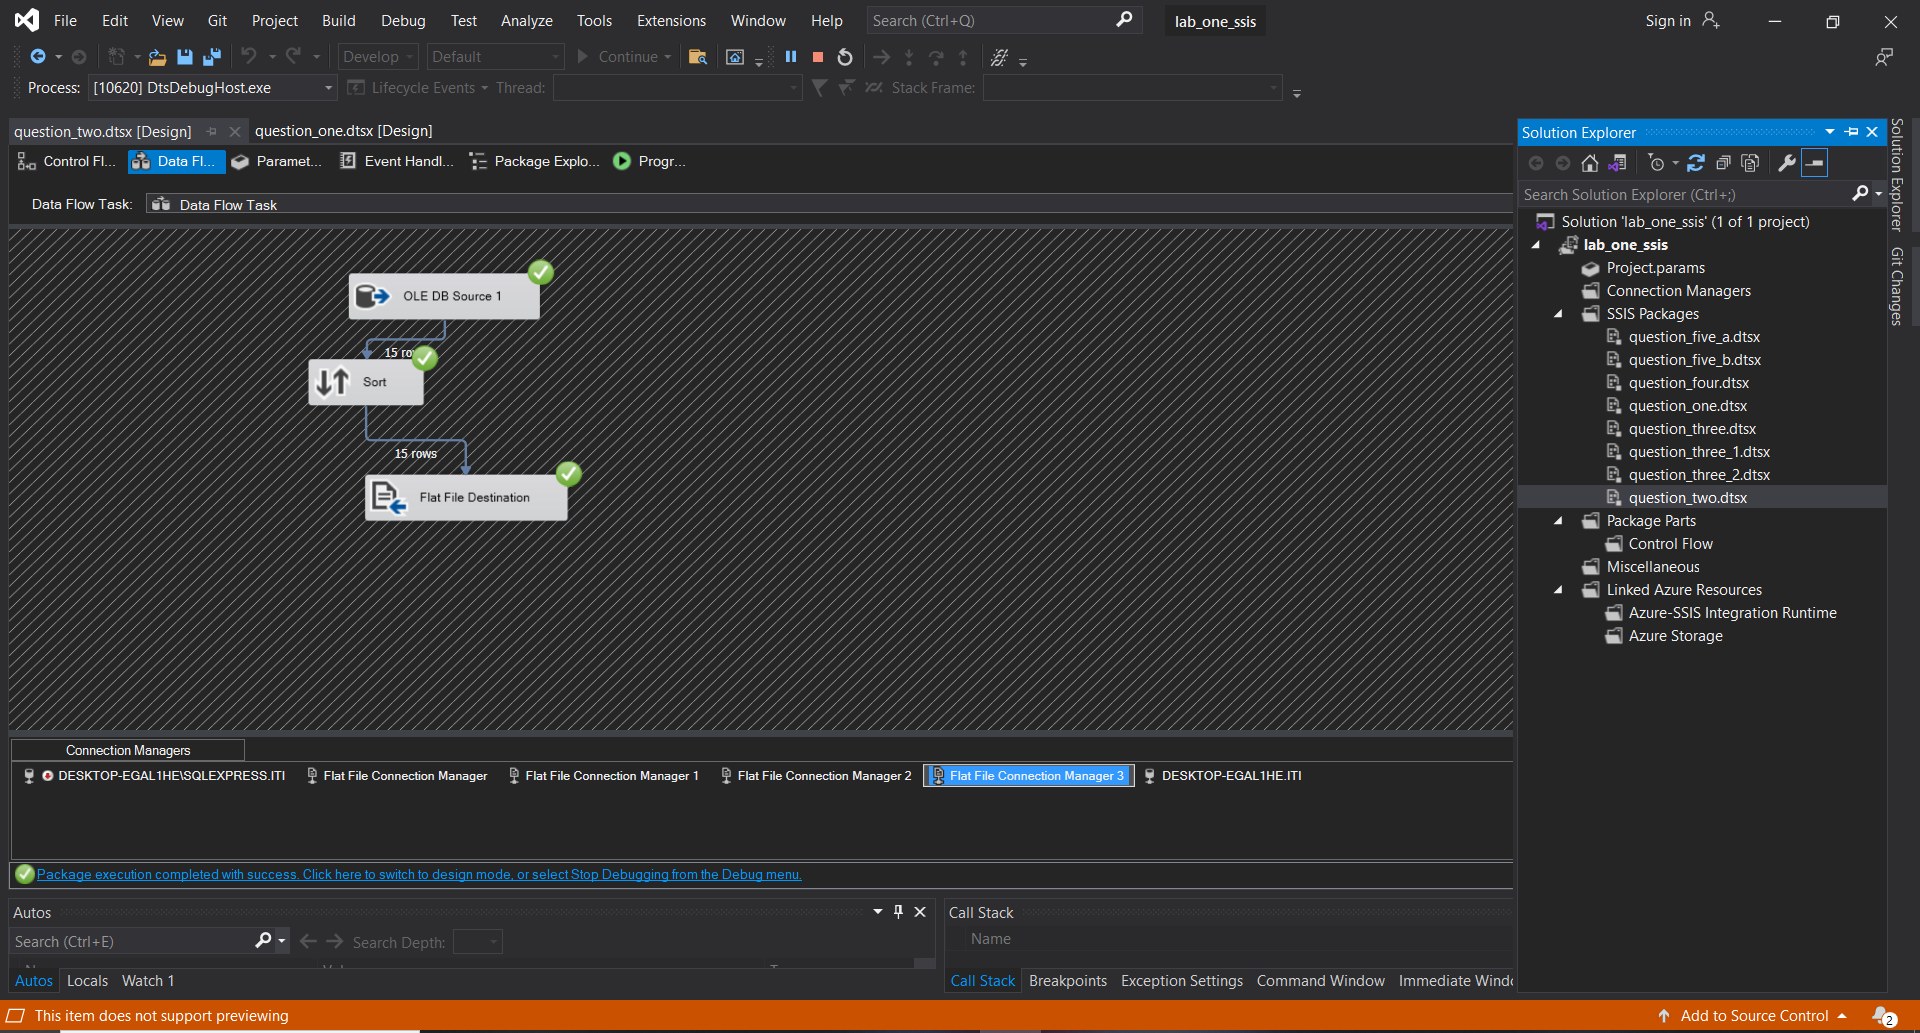 File Edit View Git Project Build Debug Test Analyze Tools Extensions Window Help Search (Ctrl+Q) lab_one_ssis Sign in
Develop Default Continue
Process: [10620] DtsDebugHost.exe Lifecycle Events Thread: Stack Frame:
question_two.dtsx [Design] question_one.dtsx [Design]
Control Fl... Data Fl... Paramet... Event Handl... Package Explo... Progr...
Data Flow Task: Data Flow Task
OLE DB Source 1
15 ro
Sort
15 rows
Flat File Destination
Connection Managers
DESKTOP-EGAL1HE\SQLEXPRESS.ITI Flat File Connection Manager Flat File Connection Manager 1 Flat File Connection Manager 2 Flat File Connection Manager 3 DESKTOP-EGAL1HE.ITI
Package execution completed with success. Click here to switch to design mode, or select Stop Debugging from the Debug menu.
Autos
Search (Ctrl+E) Search Depth:
Autos Locals Watch 1
Call Stack
Name
Call Stack Breakpoints Exception Settings Command Window Immediate Windo
Solution Explorer
Search Solution Explorer (Ctrl+;)
Solution 'lab_one_ssis' (1 of 1 project)
lab_one_ssis
Project.params
Connection Managers
SSIS Packages
question_five_a.dtsx
question_five_b.dtsx
question_four.dtsx
question_one.dtsx
question_three.dtsx
question_three_1.dtsx
question_three_2.dtsx
question_two.dtsx
Package Parts
Control Flow
Miscellaneous
Linked Azure Resources
Azure-SSIS Integration Runtime
Azure Storage
Solution Explorer
Git Changes
This item does not support previewing
Add to Source Control 2